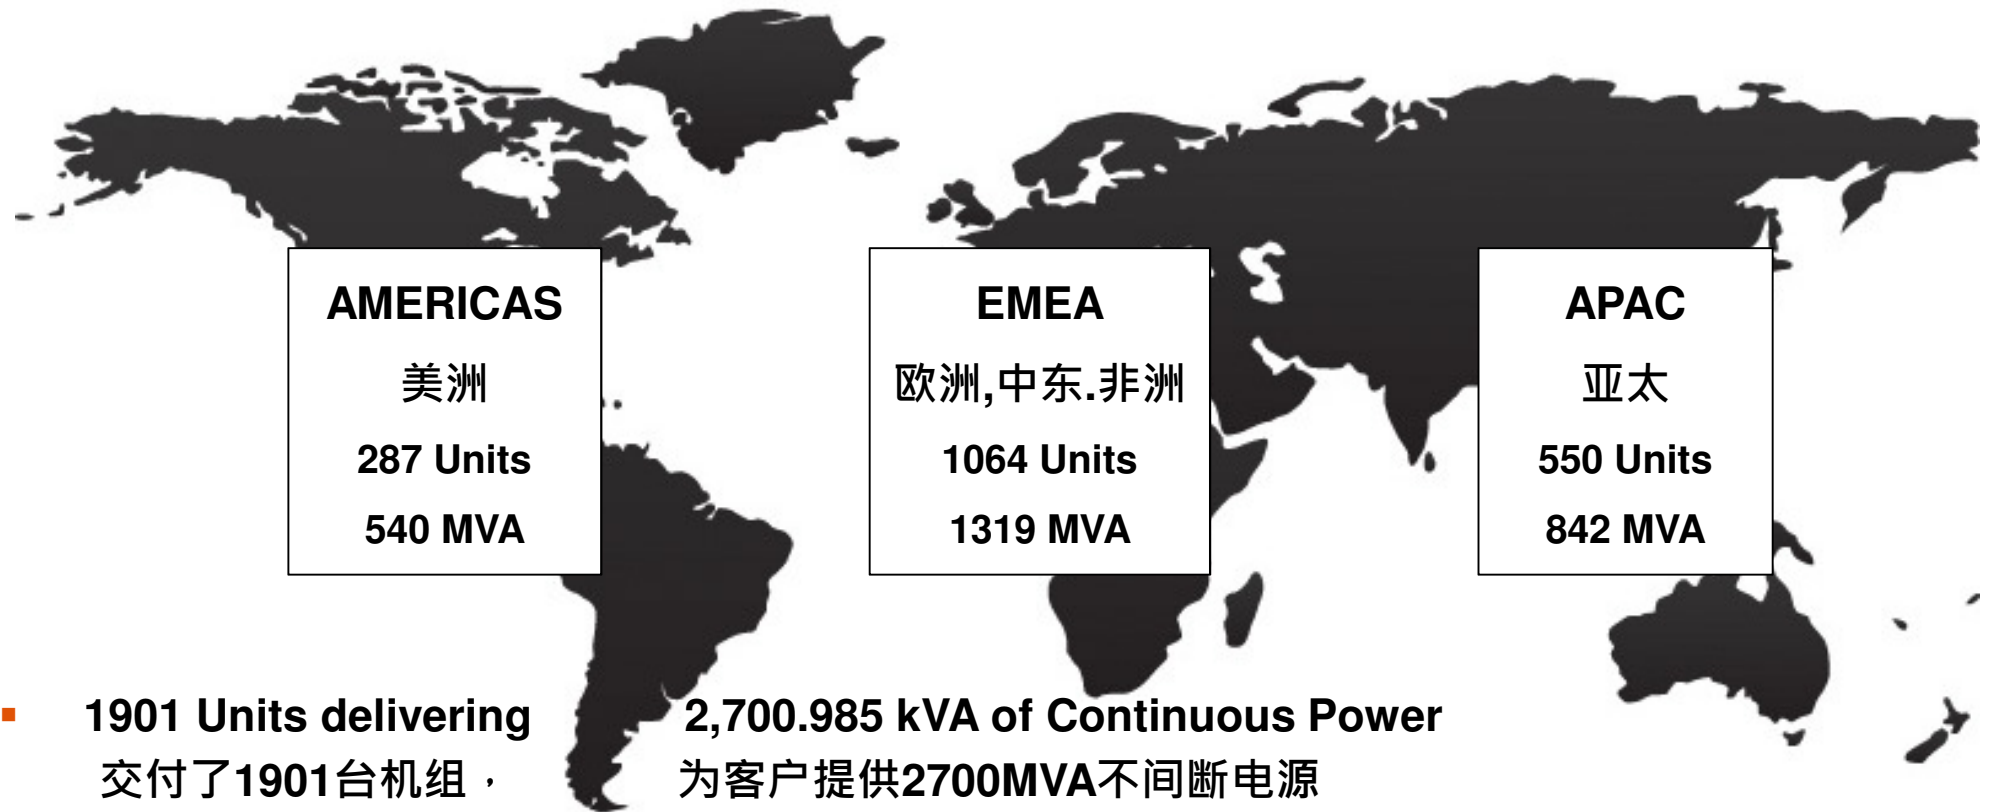 AMERICAS
美洲
287 Units
540 MVA
EMEA
欧洲,中东.非洲
1064 Units
1319 MVA
APAC
亚太
550 Units
842 MVA
▪ 1901 Units delivering 2,700.985 kVA of Continuous Power
交付了1901台机组， 为客户提供2700MVA不间断电源